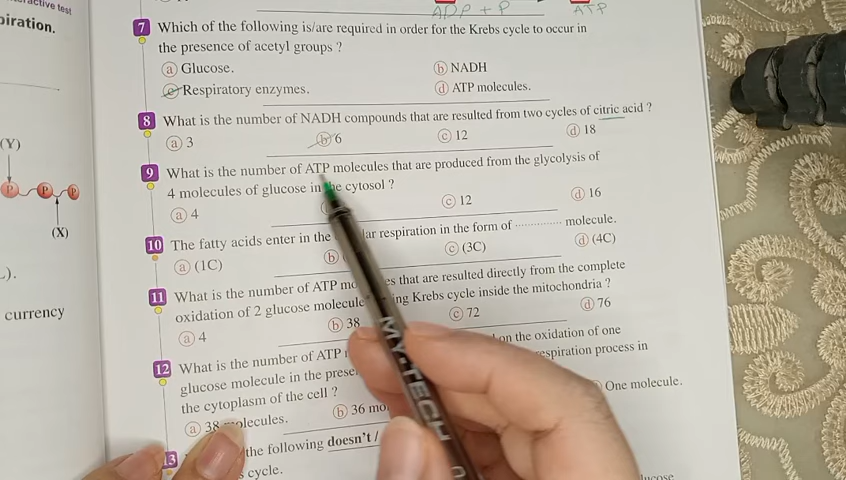 active test
piration.
ADP + P
ATP
7 Which of the following is/are required in order for the Krebs cycle to occur in
the presence of acetyl groups ?
a Glucose.
b NADH
c Respiratory enzymes.
d ATP molecules.
8 What is the number of NADH compounds that are resulted from two cycles of citric acid ?
a 3
b 6
c 12
d 18
9 What is the number of ATP molecules that are produced from the glycolysis of
4 molecules of glucose in the cytosol ?
a 4
c 12
d 16
10 The fatty acids enter in the lar respiration in the form of .............. molecule.
a (1C)
b
c (3C)
d (4C)
11 What is the number of ATP mo es that are resulted directly from the complete
oxidation of 2 glucose molecule ing Krebs cycle inside the mitochondria ?
a 4
b 38
c 72
d 76
12 What is the number of ATP on the oxidation of one
glucose molecule in the prese espiration process in
the cytoplasm of the cell ?
a 38 molecules.
b 36 mo
One molecule.
13 the following doesn't /
s cycle.
lucose
(Y)
P P P
(X)
).
currency
MY-TECH